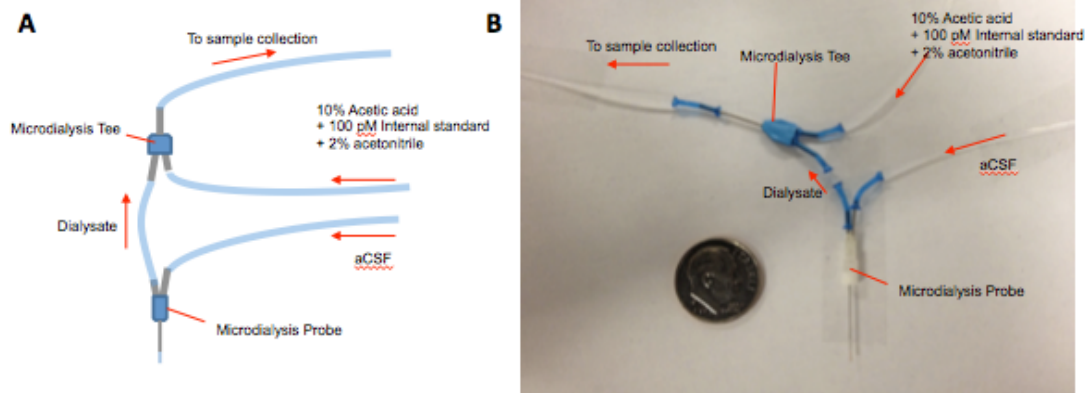 A
To sample collection
10% Acetic acid
+ 100 pM Internal standard
+ 2% acetonitrile
Microdialysis Tee
Dialysate
aCSF
Microdialysis Probe
B
To sample collection
Microdialysis Tee
10% Acetic acid
+ 100 pM Internal standard
+ 2% acetonitrile
aCSF
Dialysate
Microdialysis Probe